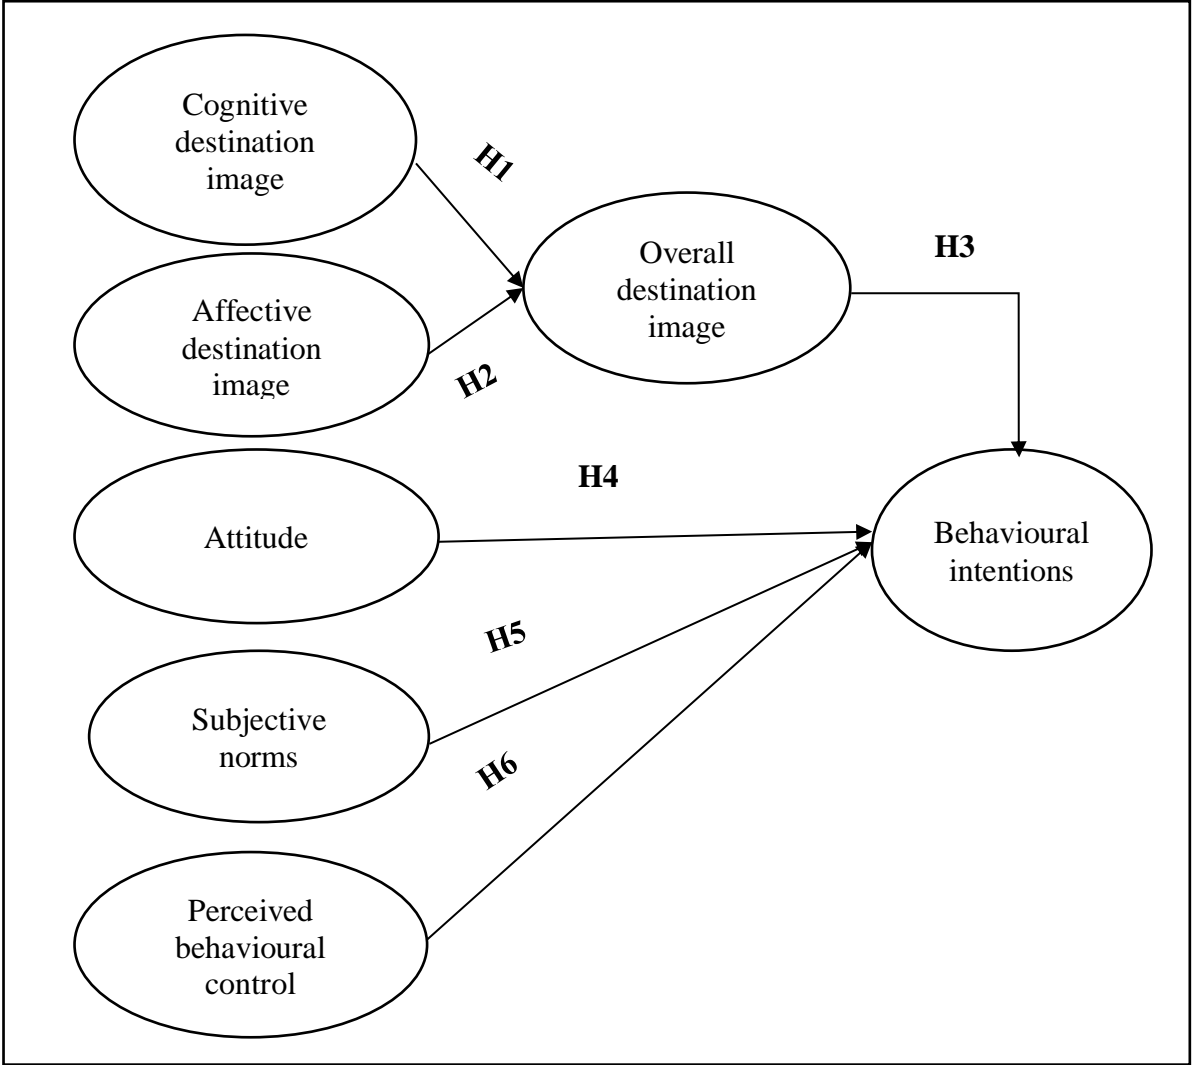 Cognitive
destination
image
H1
Affective
destination
image
H2
Overall
destination
image
H3
Attitude
H4
Behavioural
intentions
Subjective
norms
H5
H6
Perceived
behavioural
control